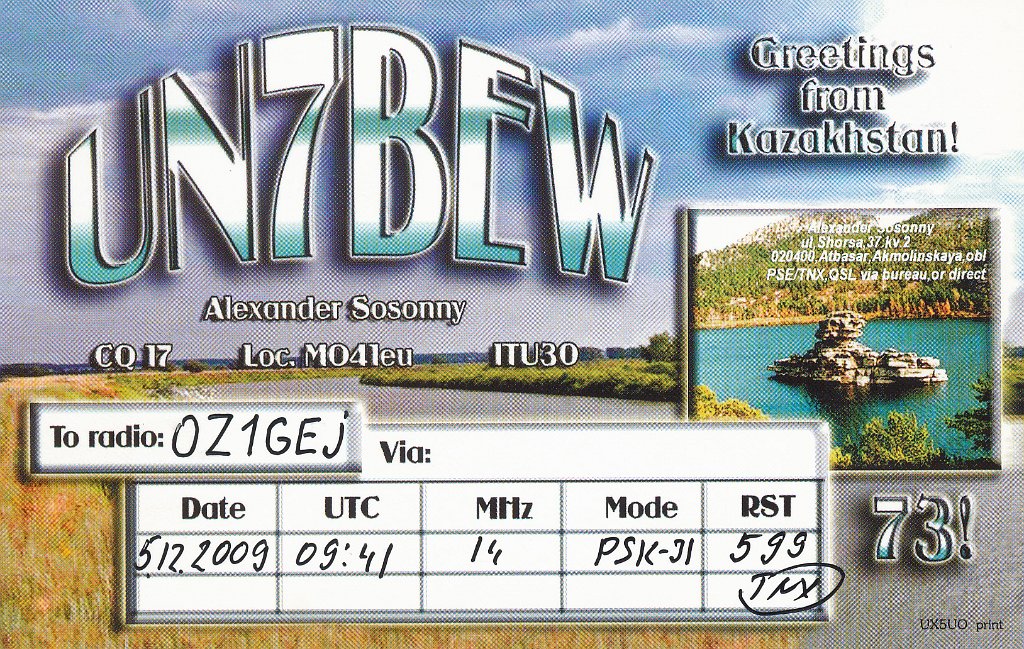 UN7BEW
Greetings
from
Kazakhstan!
Alexander Sosonny
ul.Shorsa,37.kv.2
020400,Atbasar,Akmolinskaya,obl
PSE/TNX,QSL via bureau,or direct
Alexander Sosonny
CQ 17 Loc. MO41eu ITU30
To radio: OZ1GEJ Via:
Date UTC MHz Mode RST
5.12.2009 09:41 14 PSK-31 599
TNX
73!
UX5UO print